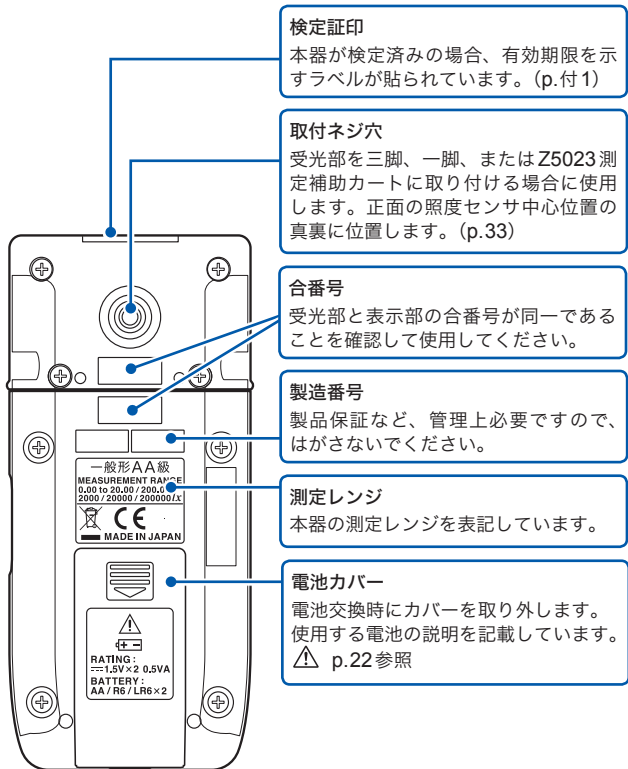 検定証印
本器が検定済みの場合、有効期限を示
すラベルが貼られています。（p.付1）
取付ネジ穴
受光部を三脚、一脚、またはZ5023測
定補助カートに取り付ける場合に使用
します。正面の照度センサ中心位置の
真裏に位置します。（p.33）
合番号
受光部と表示部の合番号が同一である
ことを確認して使用してください。
製造番号
製品保証など、管理上必要ですので、
はがさないでください。
測定レンジ
本器の測定レンジを表記しています。
電池カバー
電池交換時にカバーを取り外します。
使用する電池の説明を記載しています。
p.22参照
一般形AA級
MEASUREMENT RANGE
0.00 to 20.00 / 200.0
2000 / 20000 / 200000lx
CE
MADE IN JAPAN
RATING:
1.5V×2 0.5VA
BATTERY:
AA / R6 / LR6×2